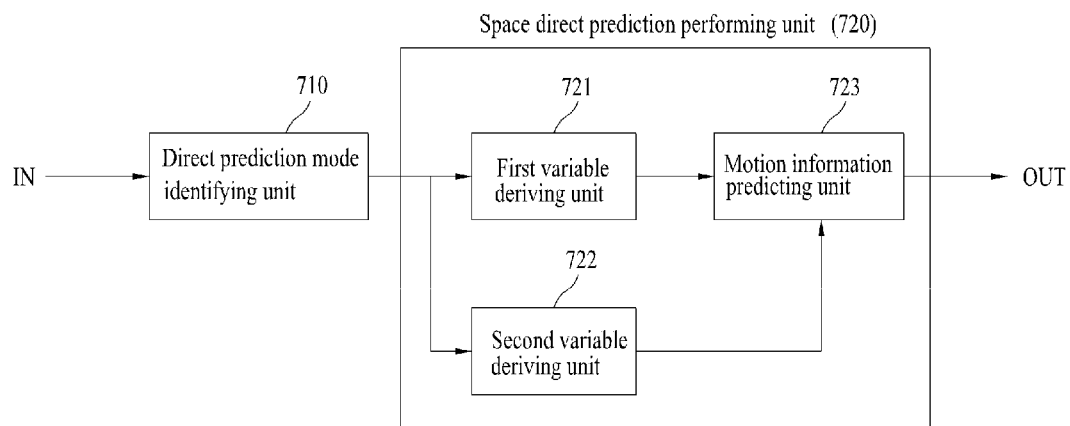 Space direct prediction performing unit (720)
710
721
723
IN
Direct prediction mode
identifying unit
First variable
deriving unit
Motion information
predicting unit
OUT
722
Second variable
deriving unit